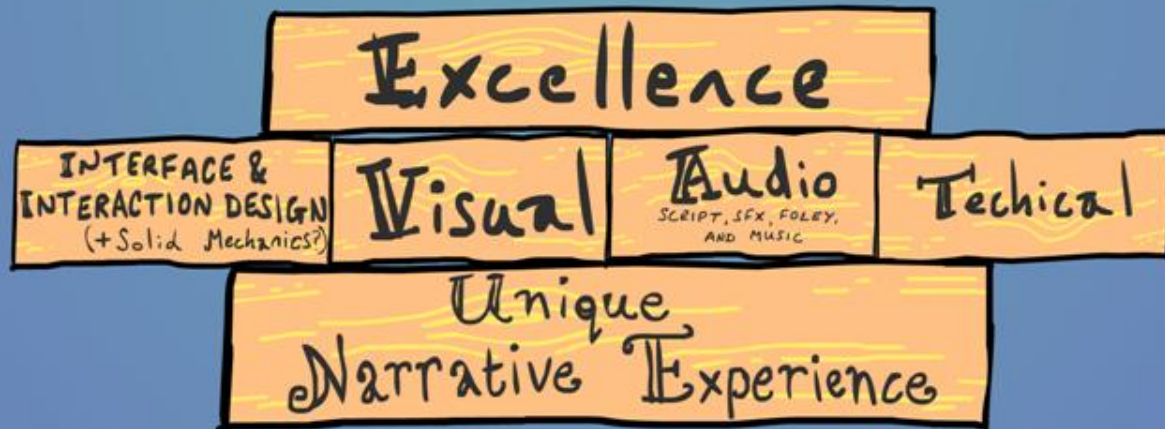 Excellence
INTERFACE &
INTERACTION DESIGN
(+Solid Mechanics?)
Visual
Audio
SCRIPT, SFX, FOLEY,
AND MUSIC
Techical
Unique
Narrative Experience